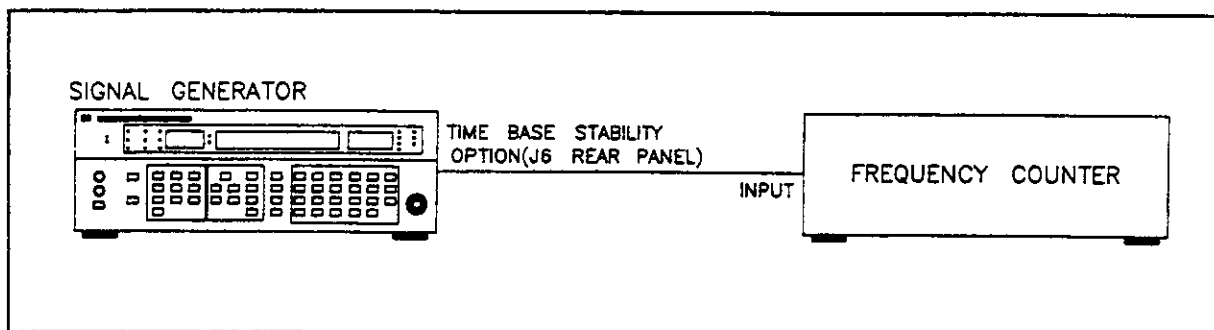 SIGNAL GENERATOR
TIME BASE STABILITY
OPTION(J6 REAR PANEL)
INPUT
FREQUENCY COUNTER